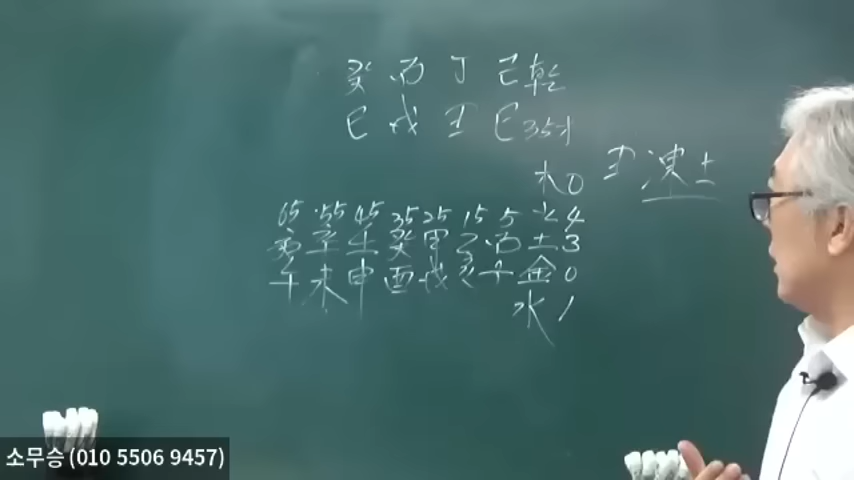 癸 丙 丁 己 乾
巳 戌 丑 巳 35才
木 0
丑 凍土
65 55 45 35 25 15 5 火 4
庚 辛 壬 癸 甲 乙 丙 土 3
午 未 申 酉 戌 亥 子 金 0
水 1
소무승 (010 5506 9457)